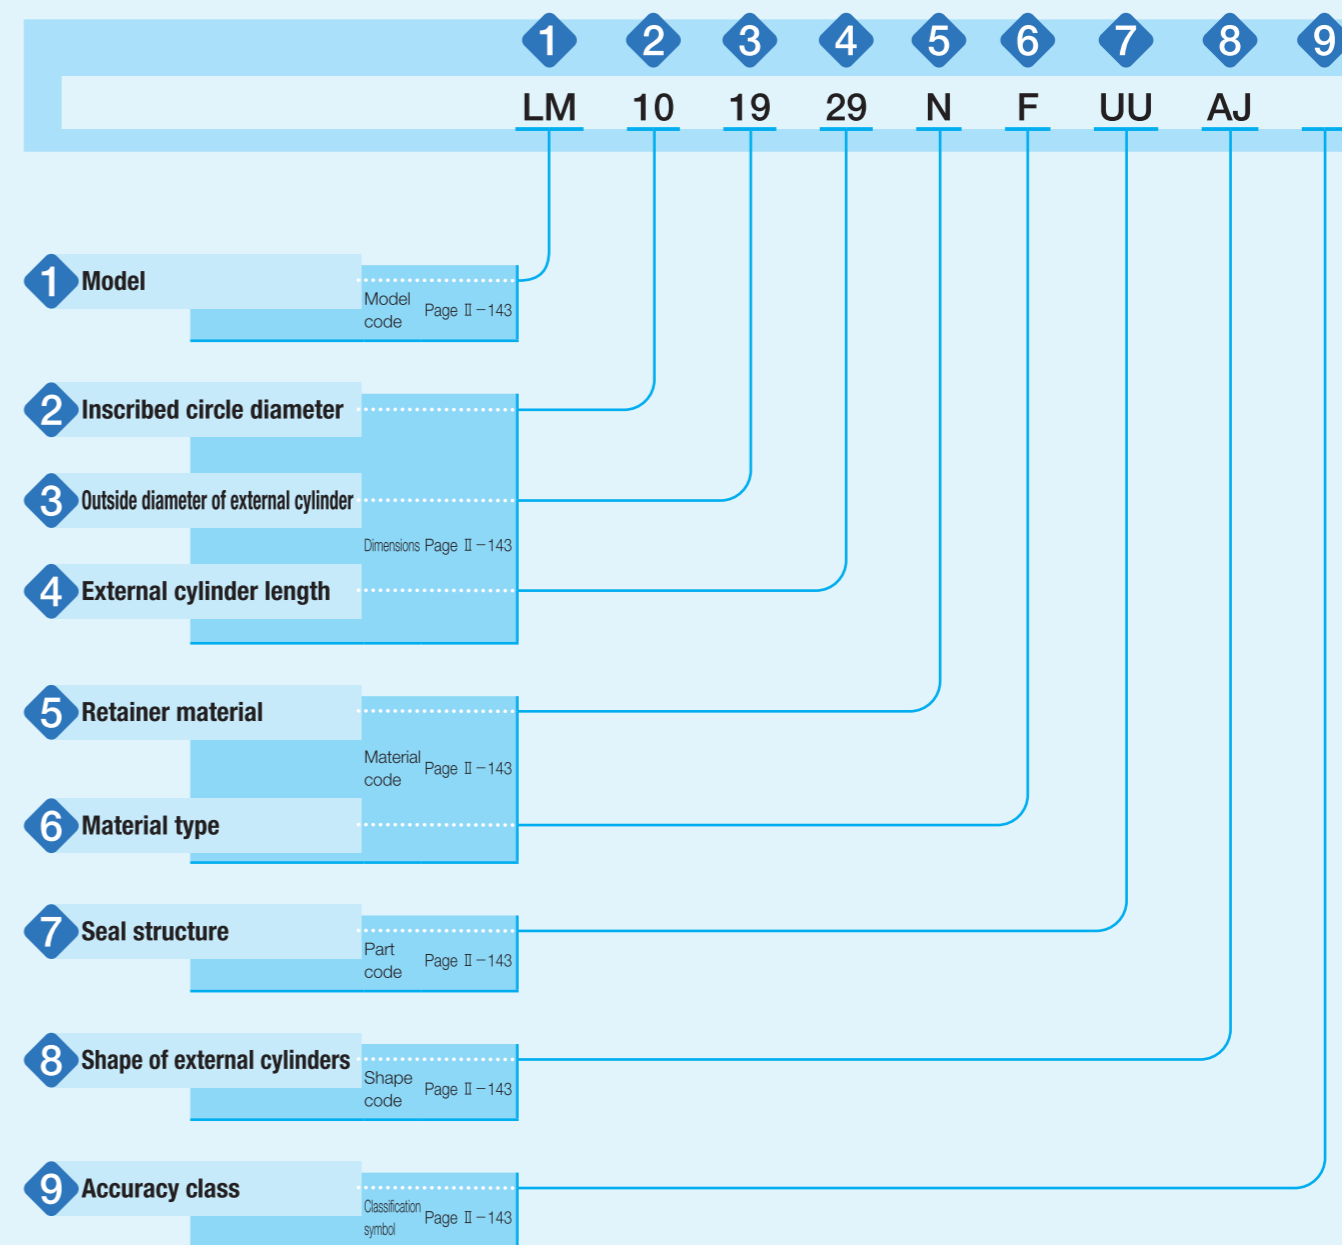 1 2 3 4 5 6 7 8 9
LM 10 19 29 N F UU AJ
1 Model
Model
code
Page Ⅱ－143
2 Inscribed circle diameter
3 Outside diameter of external cylinder
Dimensions Page Ⅱ－143
4 External cylinder length
5 Retainer material
Material
code
Page Ⅱ－143
6 Material type
7 Seal structure
Part
code
Page Ⅱ－143
8 Shape of external cylinders
Shape
code
Page Ⅱ－143
9 Accuracy class
Classification
symbol
Page Ⅱ－143